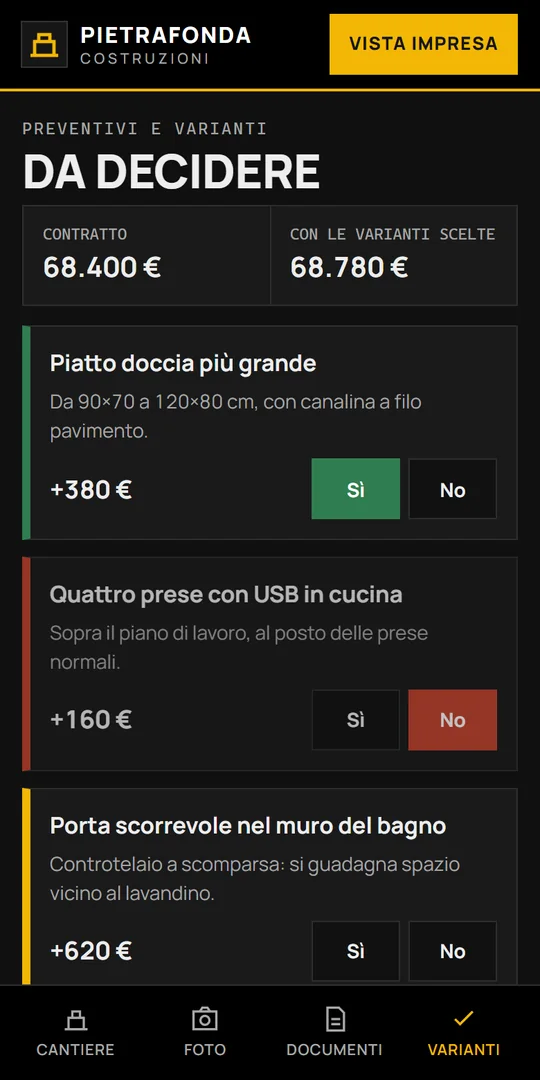 PIETRAFONDA
COSTRUZIONI
VISTA IMPRESA
PREVENTIVI E VARIANTI
DA DECIDERE
CONTRATTO
68.400 €
CON LE VARIANTI SCELTE
68.780 €
Piatto doccia più grande
Da 90×70 a 120×80 cm, con canalina a filo
pavimento.
+380 €
Sì
No
Quattro prese con USB in cucina
Sopra il piano di lavoro, al posto delle prese
normali.
+160 €
Sì
No
Porta scorrevole nel muro del bagno
Controtelaio a scomparsa: si guadagna spazio
vicino al lavandino.
+620 €
Sì
No
CANTIERE
FOTO
DOCUMENTI
VARIANTI